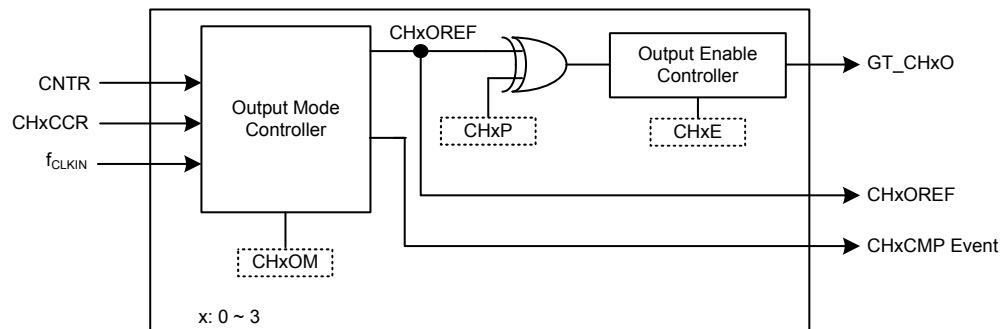 CHxOREF
CNTR
CHxCCR
fCLKIN
Output Mode
Controller
CHxOM
CHxP
Output Enable
Controller
CHxE
GT_CHxO
CHxOREF
CHxCMP Event
x: 0 ~ 3